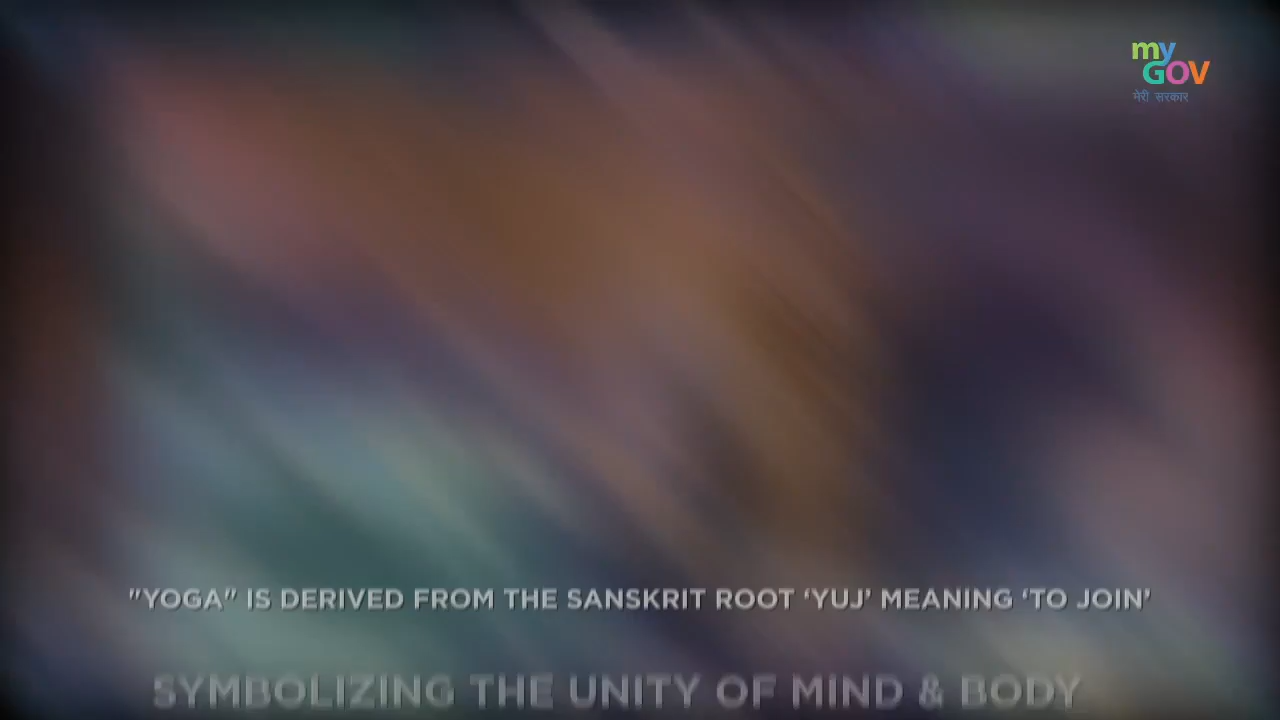 my
GOV
मेरी सरकार
"YOGA" IS DERIVED FROM THE SANSKRIT ROOT ‘YUJ’ MEANING ‘TO JOIN’
SYMBOLIZING THE UNITY OF MIND & BODY